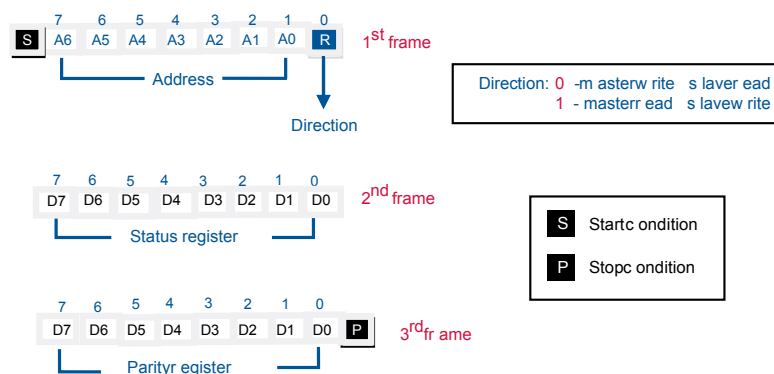 7 6 5 4 3 2 1 0
S A6 A5 A4 A3 A2 A1 A0 R 1st frame
Address
Direction
Direction: 0 -m asterw rite s laver ead
1 - masterr ead s lavew rite
7 6 5 4 3 2 1 0
D7 D6 D5 D4 D3 D2 D1 D0 2nd frame
Status register
S Startc ondition
P Stopc ondition
7 6 5 4 3 2 1 0
D7 D6 D5 D4 D3 D2 D1 D0 P 3rd fr ame
Parityr egister